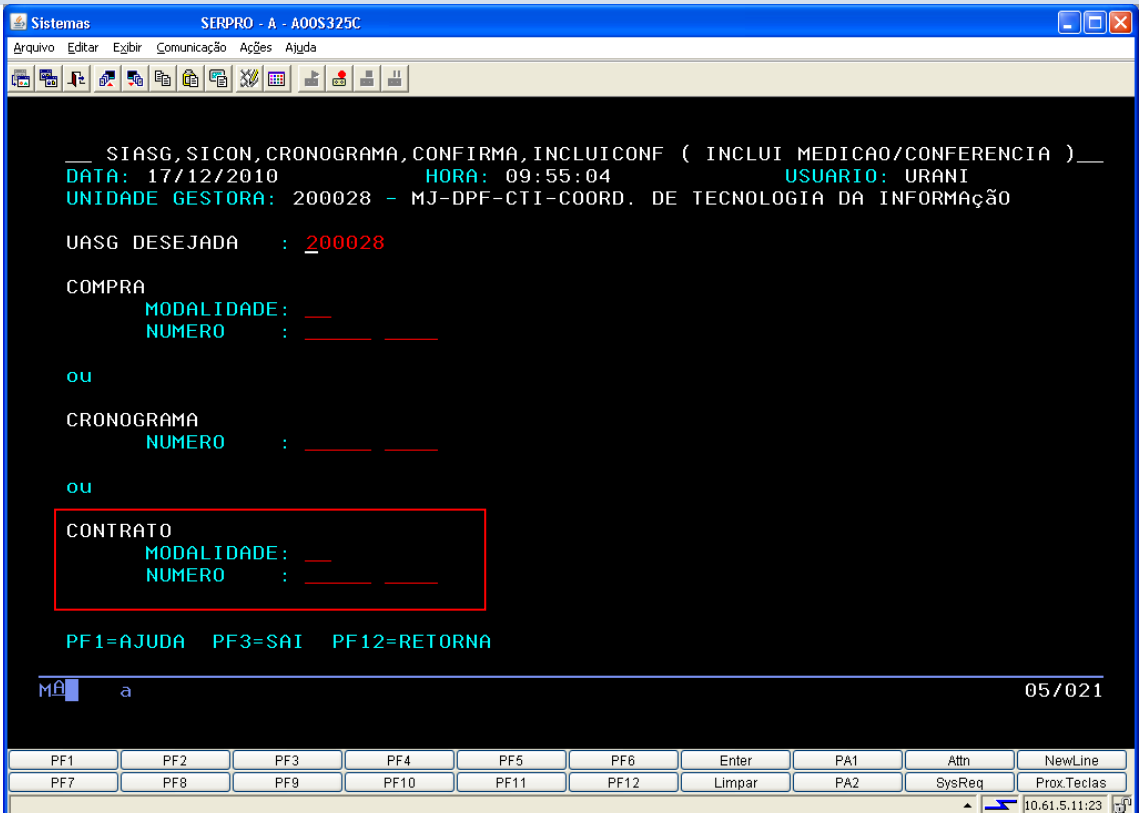 Sistemas SERPRO - A - A00S325C
Arquivo Editar Exibir Comunicação Ações Ajuda
__ SIASG,SICON,CRONOGRAMA,CONFIRMA,INCLUICONF ( INCLUI MEDICAO/CONFERENCIA )__
DATA: 17/12/2010 HORA: 09:55:04 USUARIO: URANI
UNIDADE GESTORA: 200028 - MJ-DPF-CTI-COORD. DE TECNOLOGIA DA INFORMAção
UASG DESEJADA : 200028
COMPRA
MODALIDADE: __
NUMERO : _____ ____
ou
CRONOGRAMA
NUMERO : _____ ____
ou
CONTRATO
MODALIDADE: __
NUMERO : _____ ____
PF1=AJUDA PF3=SAI PF12=RETORNA
MA a 05/021
PF1 PF2 PF3 PF4 PF5 PF6 Enter PA1 Attn NewLine
PF7 PF8 PF9 PF10 PF11 PF12 Limpar PA2 SysReq Prox.Teclas
10.61.5.11:23